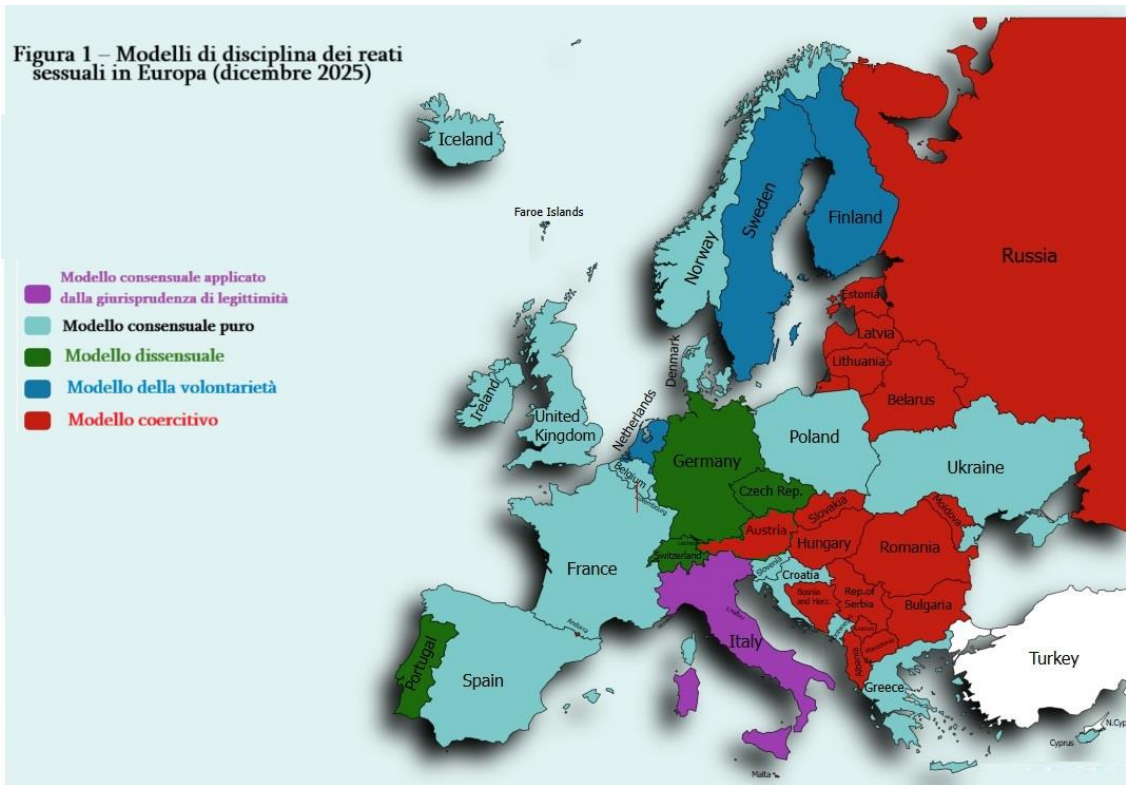 Figura 1 – Modelli di disciplina dei reati
sessuali in Europa (dicembre 2025)
Iceland
Faroe Islands
Modello consensuale applicato
dalla giurisprudenza di legittimità
Modello consensuale puro
Modello dissensuale
Modello della volontarietà
Modello coercitivo
Norway
Sweden
Finland
Russia
Estonia
Latvia
Lithuania
Belarus
Denmark
Ireland
United
Kingdom
Netherlands
Belgium
Luxembourg
Germany
Poland
Czech Rep.
Ukraine
Slovakia
Moldova
Austria
Hungary
Romania
Switzerland
France
Slovenia
Croatia
Bosnia
and Herz.
Rep.of
Serbia
Bulgaria
Andorra
Italy
Albania
Macedonia
Portugal
Spain
Greece
Turkey
N.Cyp
Cyprus
Malta